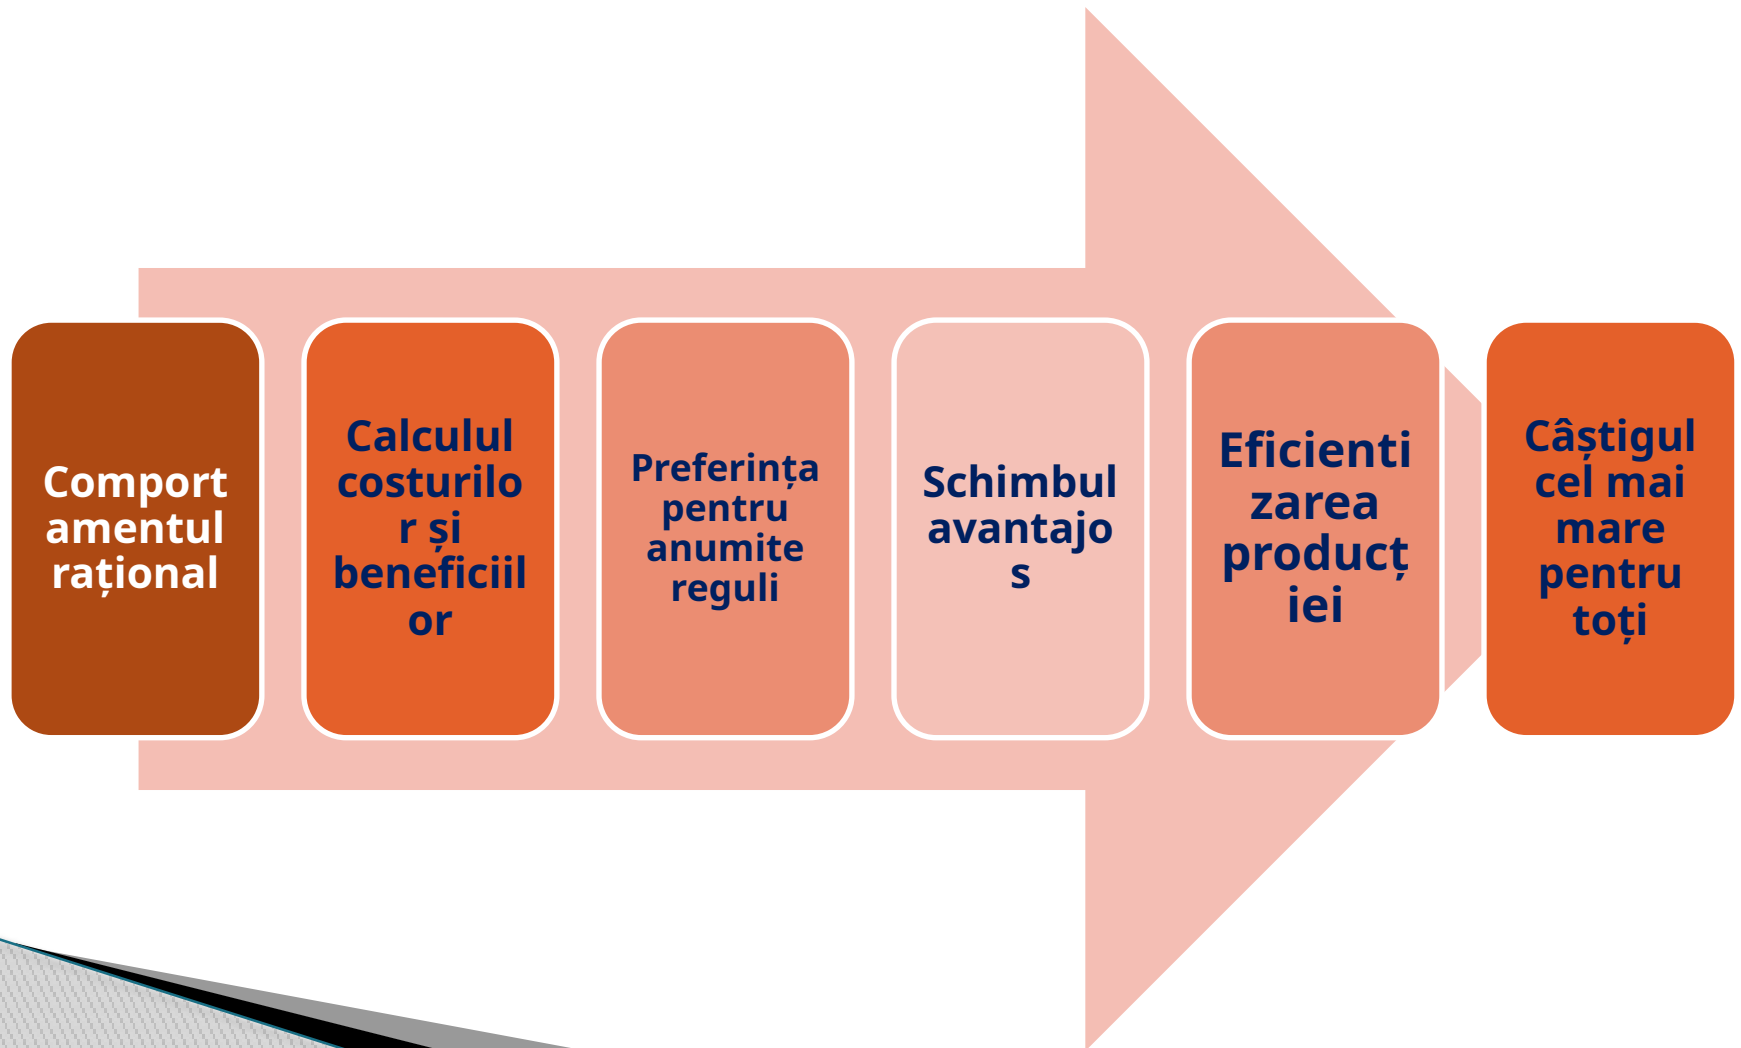 Comport
amentul
rațional
Calculul
costurilo
r și
beneficiil
or
Preferința
pentru
anumite
reguli
Schimbul
avantajo
s
Eficienti
zarea
producț
iei
Câștigul
cel mai
mare
pentru
toți